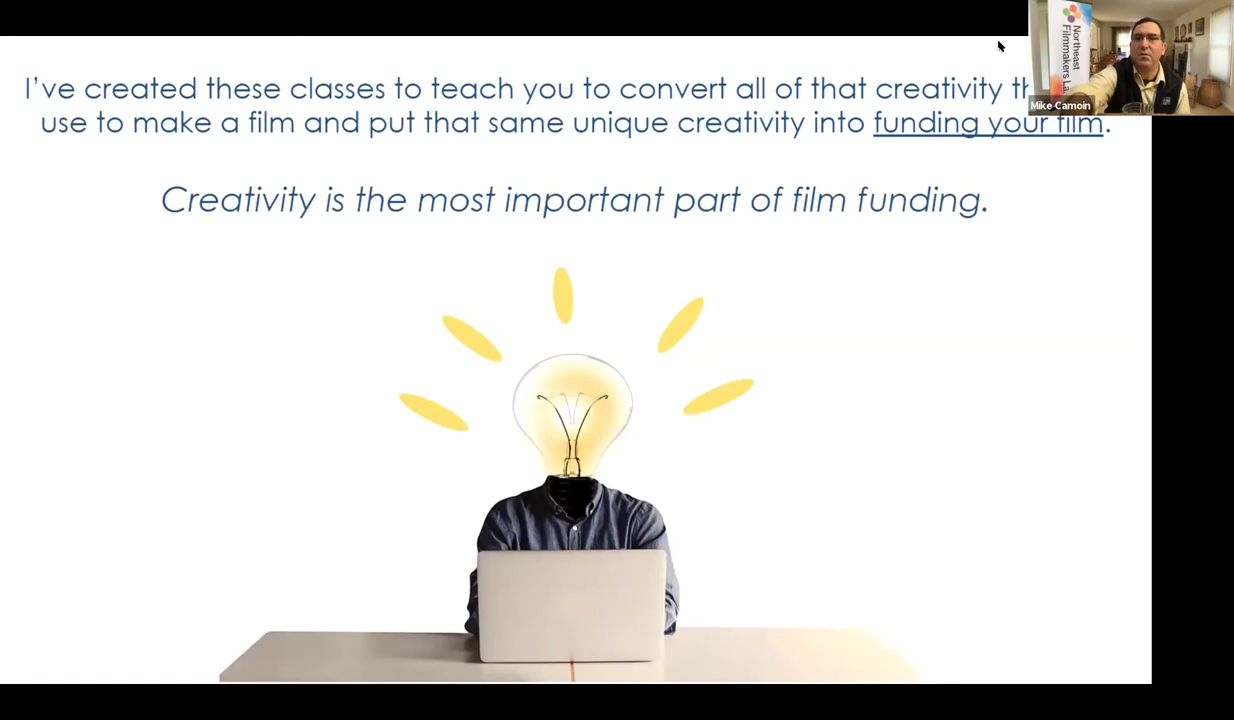 I've created these classes to teach you to convert all of that creativity
use to make a film and put that same unique creativity into funding your film.
Creativity is the most important part of film funding.
Northeast
Filmmakers
Mike Camoin